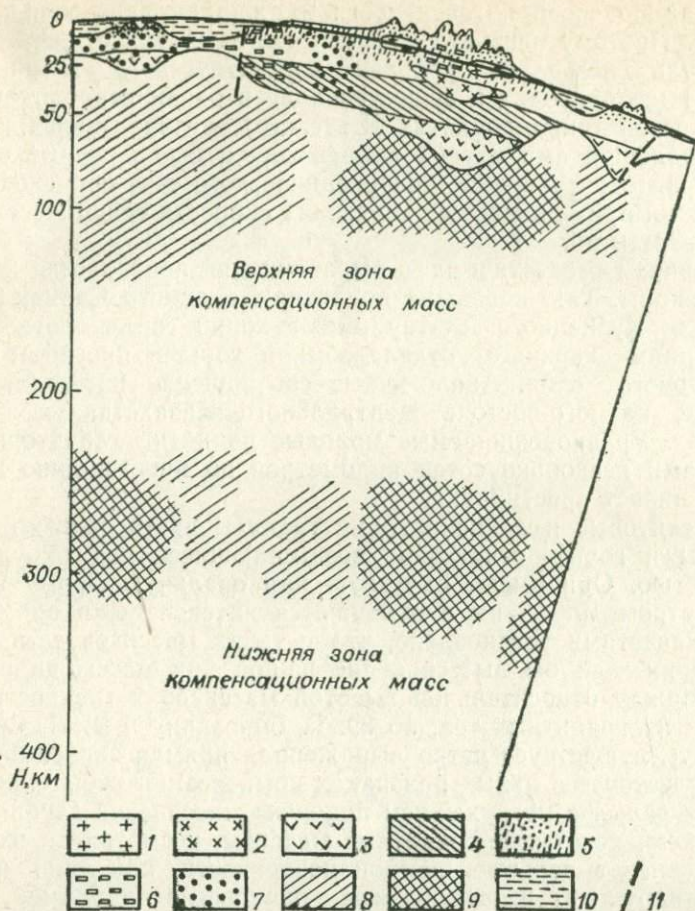 0
25
50
100
Верхняя зона
компенсационных масс
200
300
Нижняя зона
компенсационных масс
400
H, км
1 2 3 4 5
6 7 8 9 10 11